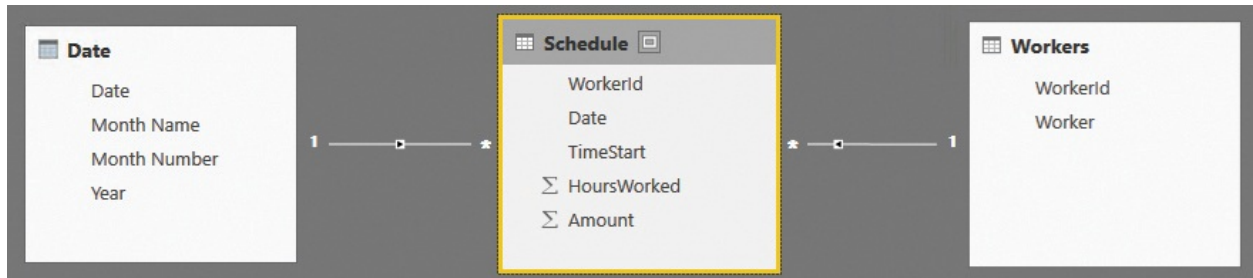 Date
Date
Month Name
Month Number
Year
1
*
Schedule
WorkerId
Date
TimeStart
Σ HoursWorked
Σ Amount
*
1
Workers
WorkerId
Worker